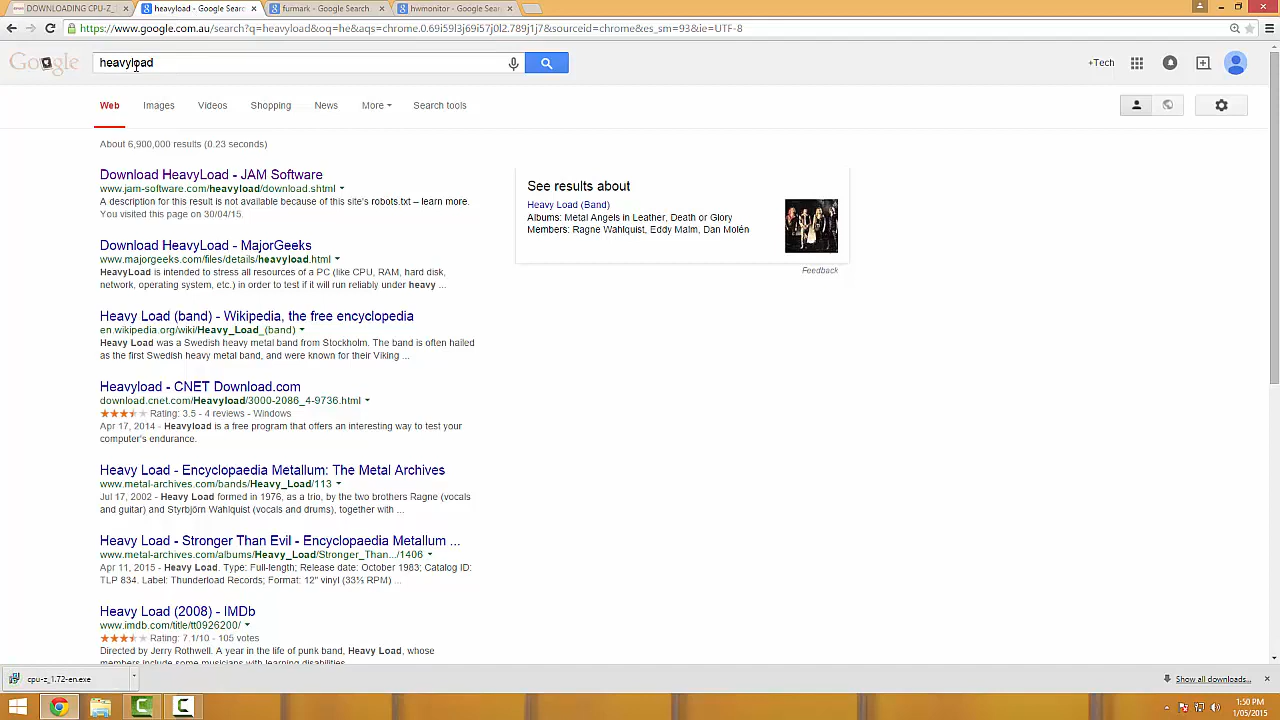 DOWNLOADING CPU-Z_
heavyload - Google Searc
furmark - Google Search
hwmonitor - Google Searc
https://www.google.com.au/search?q=heavyload&oq=he&aqs=chrome.0.69i59l3j69i57j0l2.789j1j7&sourceid=chrome&es_sm=93&ie=UTF-8
Google
heavyload
+Tech
Web
Images
Videos
Shopping
News
More
Search tools
About 6,900,000 results (0.23 seconds)
Download HeavyLoad - JAM Software
www.jam-software.com/heavyload/download.shtml
A description for this result is not available because of this site's robots.txt – learn more.
You visited this page on 30/04/15.
Download HeavyLoad - MajorGeeks
www.majorgeeks.com/files/details/heavyload.html
HeavyLoad is intended to stress all resources of a PC (like CPU, RAM, hard disk,
network, operating system, etc.) in order to test if it will run reliably under heavy ...
Heavy Load (band) - Wikipedia, the free encyclopedia
en.wikipedia.org/wiki/Heavy_Load_(band)
Heavy Load was a Swedish heavy metal band from Stockholm. The band is often hailed
as the first Swedish heavy metal band, and were known for their Viking ...
Heavyload - CNET Download.com
download.cnet.com/Heavyload/3000-2086_4-9736.html
Rating: 3.5 - 4 reviews - Windows
Apr 17, 2014 - Heavyload is a free program that offers an interesting way to test your
computer's endurance.
Heavy Load - Encyclopaedia Metallum: The Metal Archives
www.metal-archives.com/bands/Heavy_Load/113
Jul 17, 2002 - Heavy Load formed in 1976, as a trio, by the two brothers Ragne (vocals
and guitar) and Styrbjörn Wahlquist (vocals and drums), together with ...
Heavy Load - Stronger Than Evil - Encyclopaedia Metallum ...
www.metal-archives.com/albums/Heavy_Load/Stronger_Than.../1406
Apr 11, 2015 - Heavy Load. Type: Full-length; Release date: October 1983; Catalog ID:
TLP 834. Label: Thunderload Records; Format: 12" vinyl (33⅓ RPM) ...
Heavy Load (2008) - IMDb
www.imdb.com/title/tt0926200/
Rating: 7.1/10 - 105 votes
Directed by Jerry Rothwell. A year in the life of punk band, Heavy Load, whose
members include some musicians with learning disabilities.
See results about
Heavy Load (Band)
Albums: Metal Angels in Leather, Death or Glory
Members: Ragne Wahlquist, Eddy Malm, Dan Molén
Feedback
cpu-z_1.72-en.exe
Show all downloads...
1:50 PM
1/05/2015